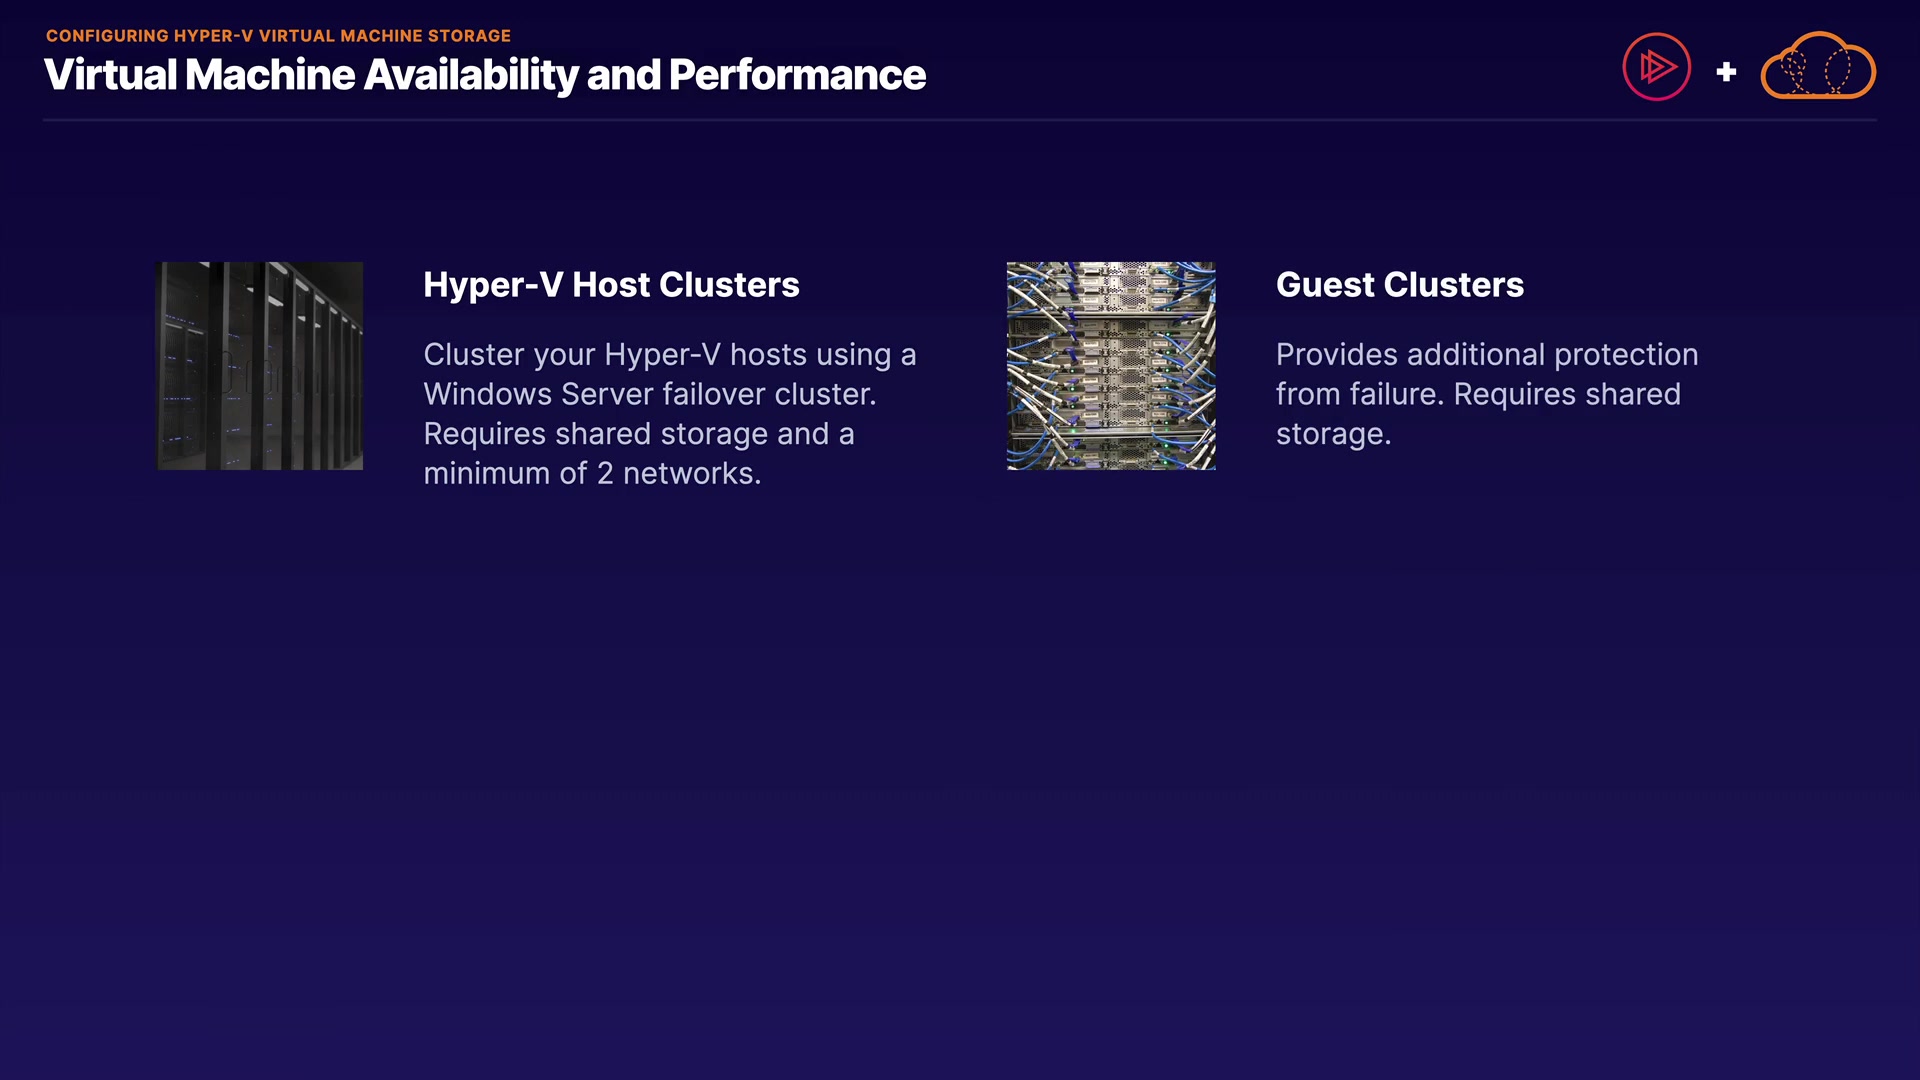 CONFIGURING HYPER-V VIRTUAL MACHINE STORAGE
Virtual Machine Availability and Performance
Hyper-V Host Clusters
Cluster your Hyper-V hosts using a
Windows Server failover cluster.
Requires shared storage and a
minimum of 2 networks.
Guest Clusters
Provides additional protection
from failure. Requires shared
storage.